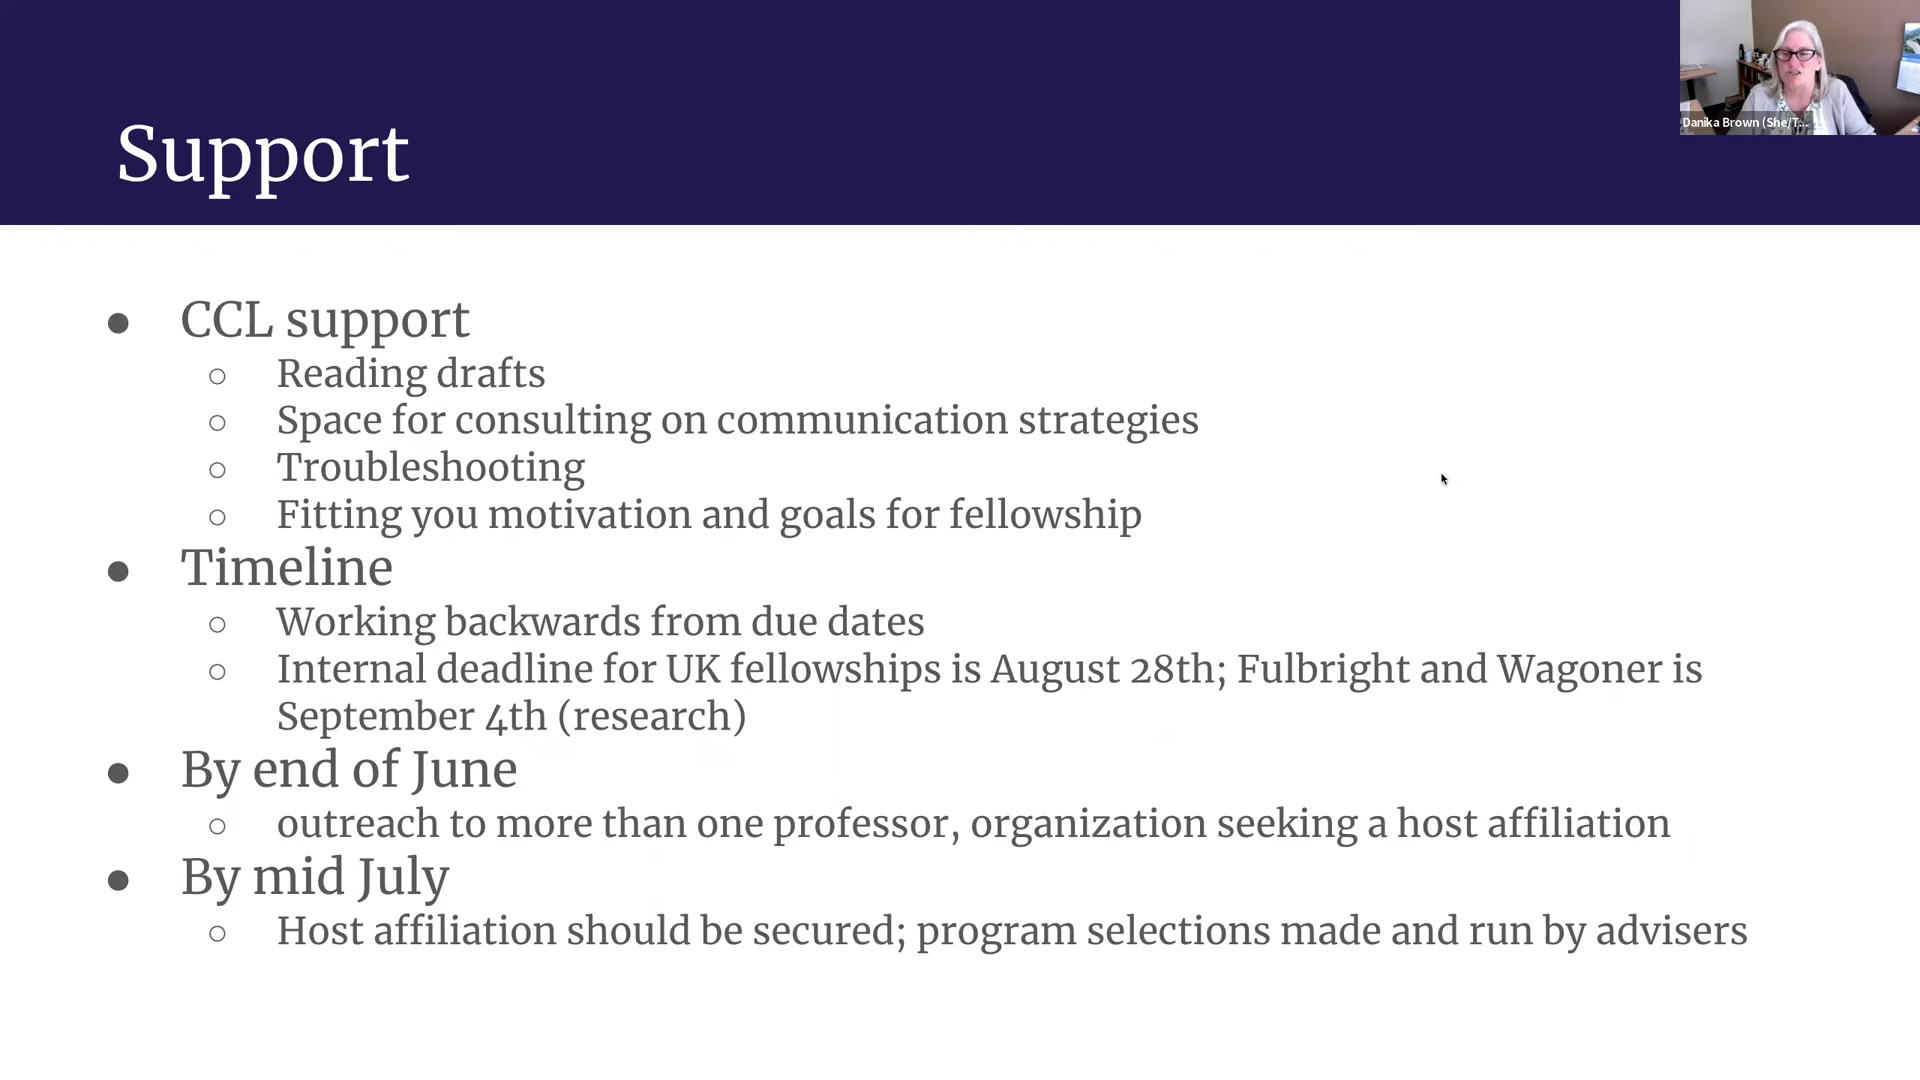 Danika Brown (She/T...
Support
● CCL support
○ Reading drafts
○ Space for consulting on communication strategies
○ Troubleshooting
○ Fitting you motivation and goals for fellowship
● Timeline
○ Working backwards from due dates
○ Internal deadline for UK fellowships is August 28th; Fulbright and Wagoner is
September 4th (research)
● By end of June
○ outreach to more than one professor, organization seeking a host affiliation
● By mid July
○ Host affiliation should be secured; program selections made and run by advisers